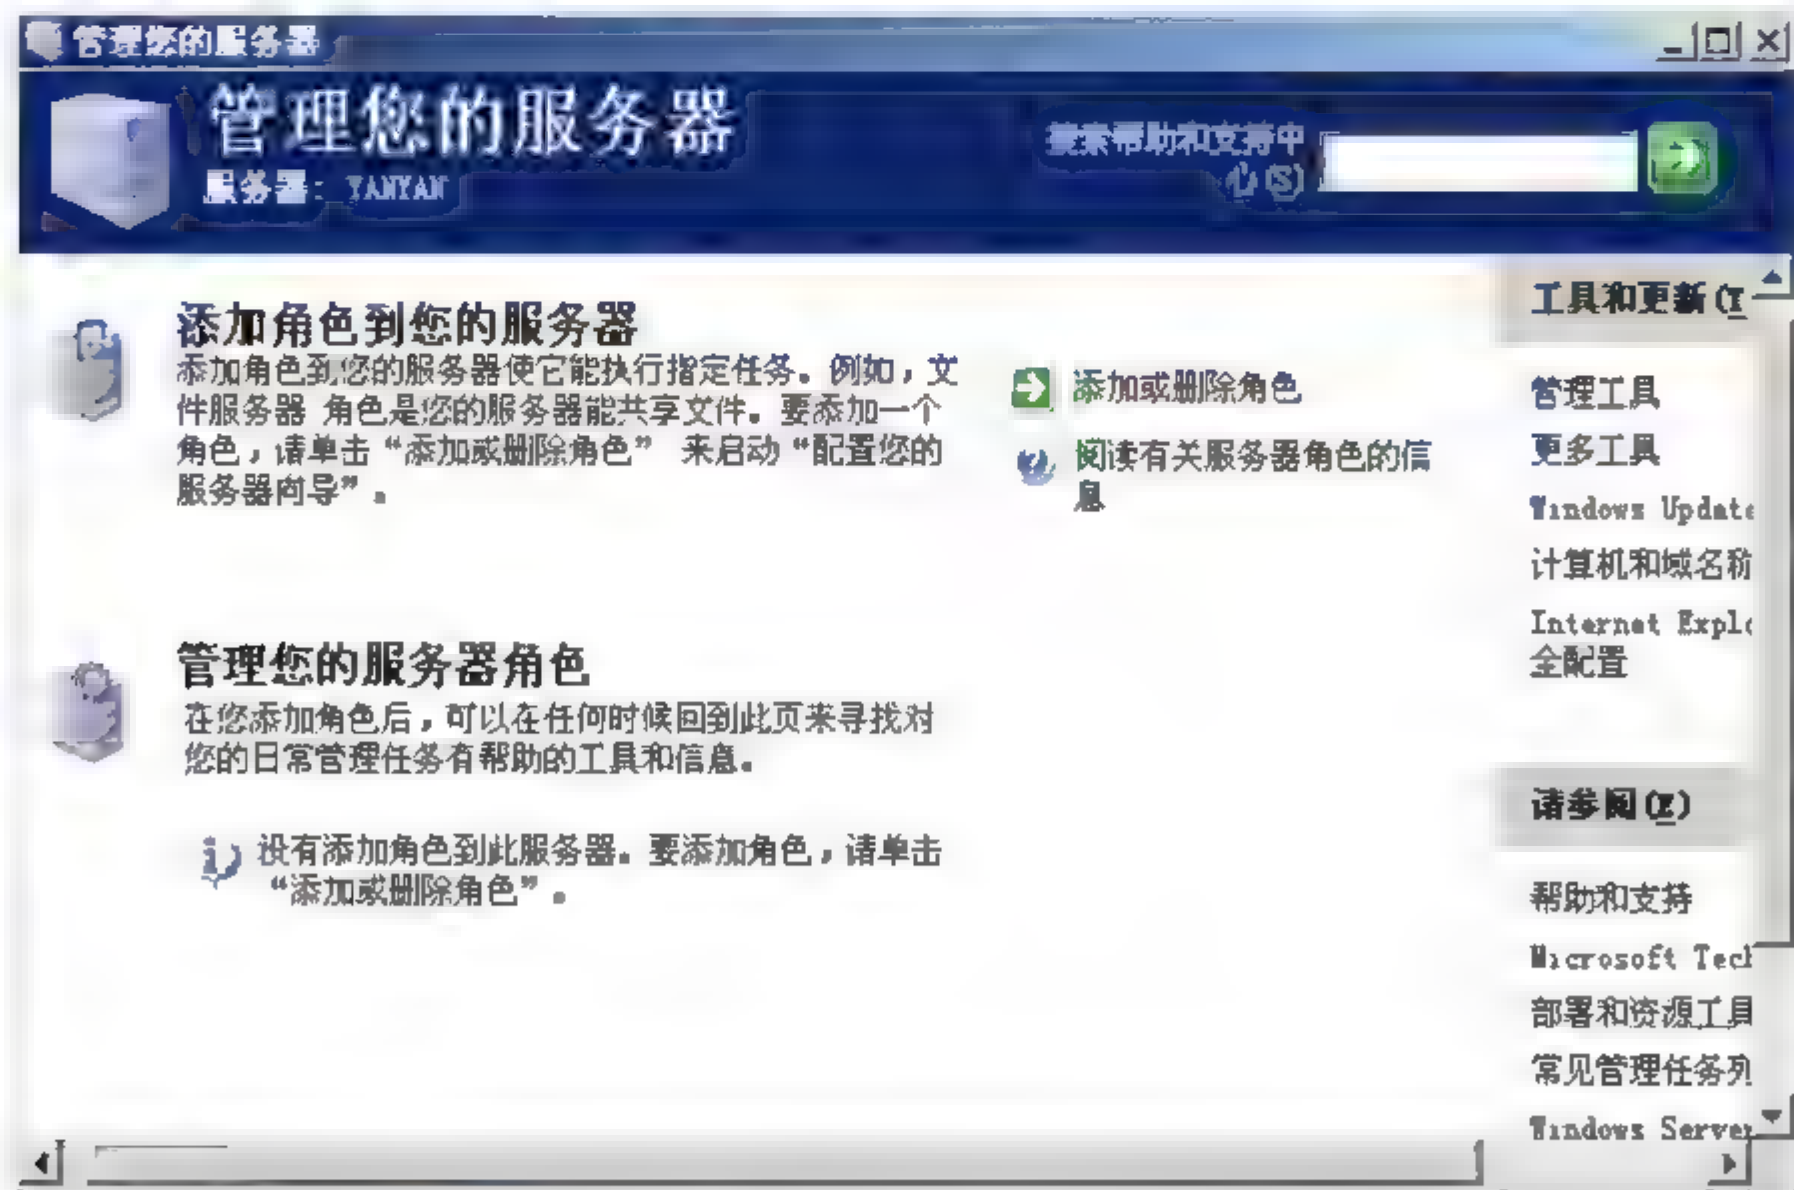 管理您的服务器
管理您的服务器
服务器: YANYAN
搜索帮助和支持中
心(S)
添加角色到您的服务器
添加角色到您的服务器使它能执行指定任务。例如，文
件服务器 角色是您的服务器能共享文件。要添加一个
角色，请单击“添加或删除角色” 来启动“配置您的
服务器向导”。
添加或删除角色
阅读有关服务器角色的信
息
管理您的服务器角色
在您添加角色后，可以在任何时候回到此页来寻找对
您的日常管理任务有帮助的工具和信息。
没有添加角色到此服务器。要添加角色，请单击
“添加或删除角色”。
工具和更新(T
管理工具
更多工具
Windows Update
计算机和域名称
Internet Explo
全配置
请参阅(E)
帮助和支持
Microsoft Tech
部署和资源工具
常见管理任务列
Windows Server